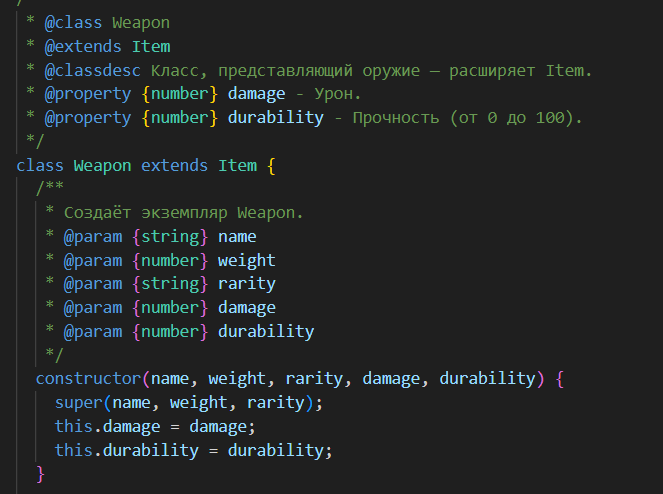 /
* @class Weapon
* @extends Item
* @classdesc Класс, представляющий оружие — расширяет Item.
* @property {number} damage - Урон.
* @property {number} durability - Прочность (от 0 до 100).
*/
class Weapon extends Item {
/**
* Создаёт экземпляр Weapon.
* @param {string} name
* @param {number} weight
* @param {string} rarity
* @param {number} damage
* @param {number} durability
*/
constructor(name, weight, rarity, damage, durability) {
super(name, weight, rarity);
this.damage = damage;
this.durability = durability;
}